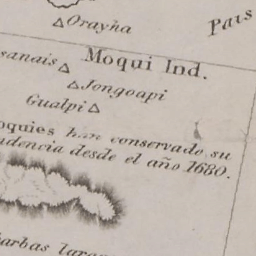 Orayña
Pais
Moqui Ind.
sanais
Jongoapi
Gualpi
oquies han conservado su
ndencia desde el año 1680.
arbas